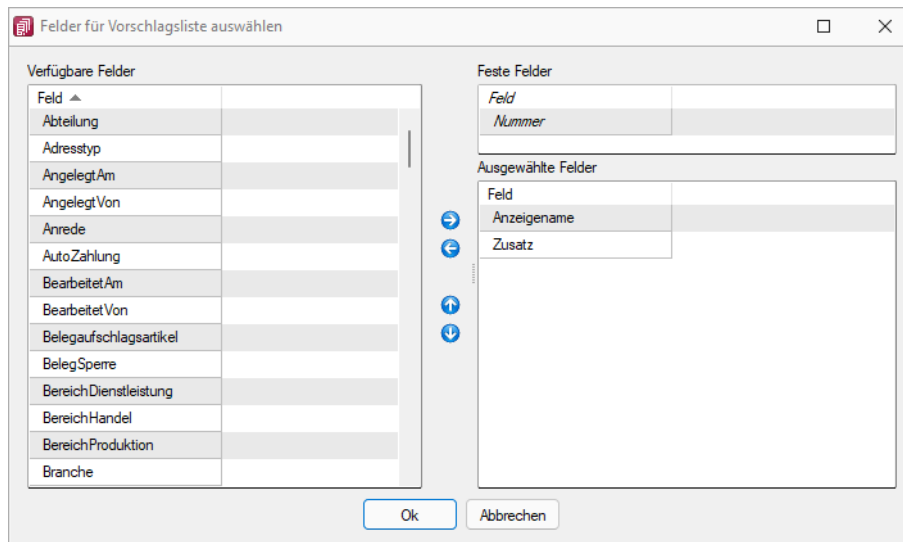 Felder für Vorschlagsliste auswählen
Verfügbare Felder
Feld
Abteilung
Adresstyp
AngelegtAm
AngelegtVon
Anrede
AutoZahlung
BearbeitetAm
BearbeitetVon
Belegaufschlagsartikel
BelegSperre
BereichDienstleistung
BereichHandel
BereichProduktion
Branche
Feste Felder
Feld
Nummer
Ausgewählte Felder
Feld
Anzeigename
Zusatz
Ok
Abbrechen